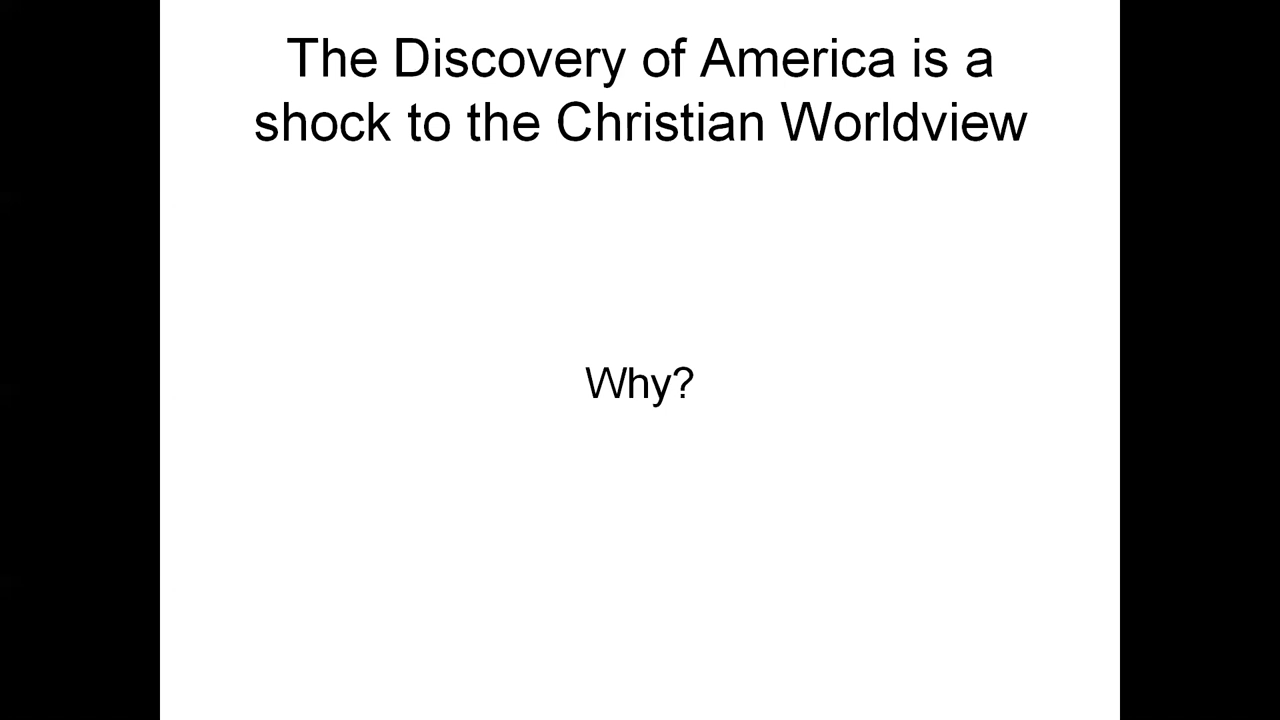 The Discovery of America is a
shock to the Christian Worldview
Why?